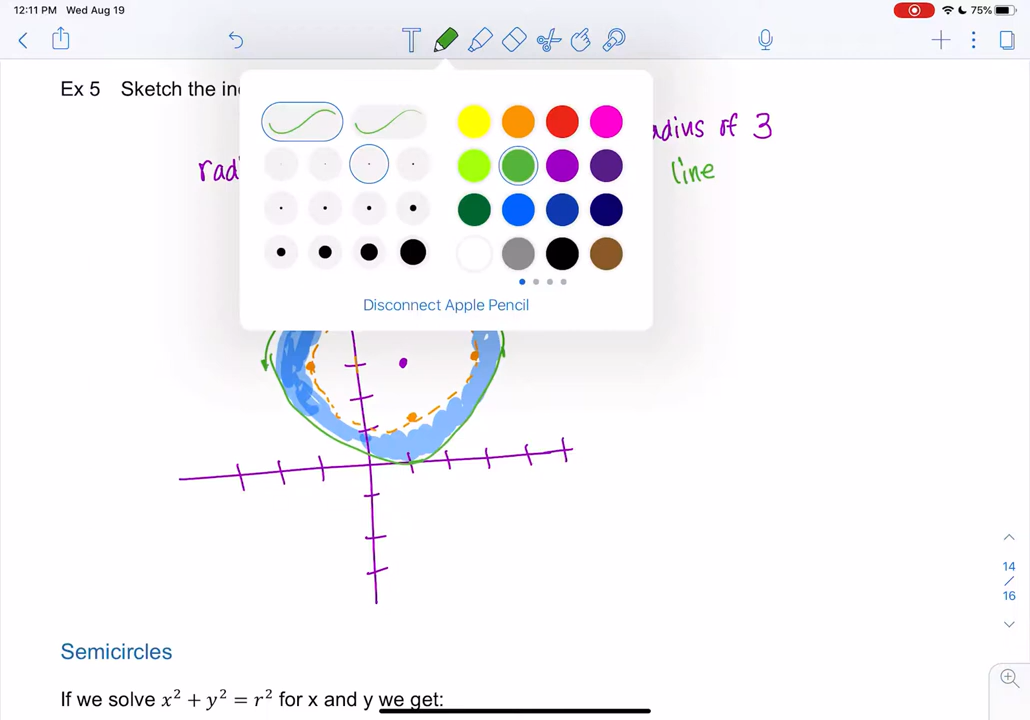 12:11 PM Wed Aug 19
75%
T
Ex 5 Sketch the in
radius of 3
rad
line
Disconnect Apple Pencil
14
/
16
Semicircles
If we solve x² + y² = r² for x and y we get: